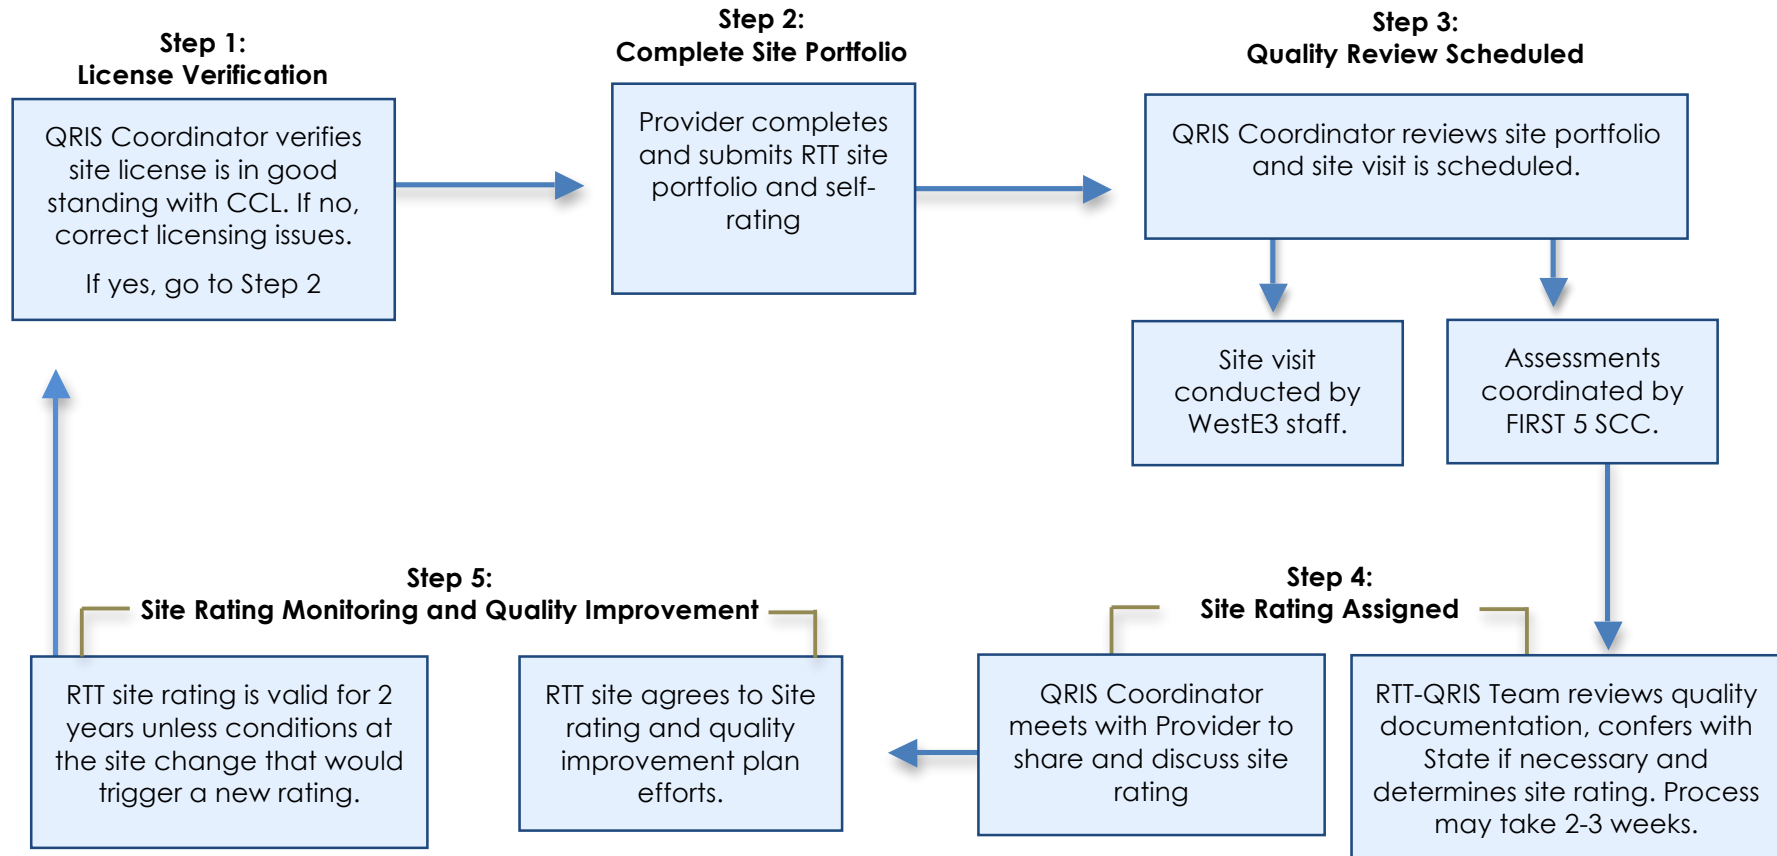 Step 1:
License Verification
QRIS Coordinator verifies
site license is in good
standing with CCL. If no,
correct licensing issues.
If yes, go to Step 2
Step 2:
Complete Site Portfolio
Provider completes
and submits RTT site
portfolio and self-
rating
Step 3:
Quality Review Scheduled
QRIS Coordinator reviews site portfolio
and site visit is scheduled.
Site visit
conducted by
WestE3 staff.
Assessments
coordinated by
FIRST 5 SCC.
Step 4:
Site Rating Assigned
RTT-QRIS Team reviews quality
documentation, confers with
State if necessary and
determines site rating. Process
may take 2-3 weeks.
QRIS Coordinator
meets with Provider to
share and discuss site
rating
Step 5:
Site Rating Monitoring and Quality Improvement
RTT site agrees to Site
rating and quality
improvement plan
efforts.
RTT site rating is valid for 2
years unless conditions at
the site change that would
trigger a new rating.